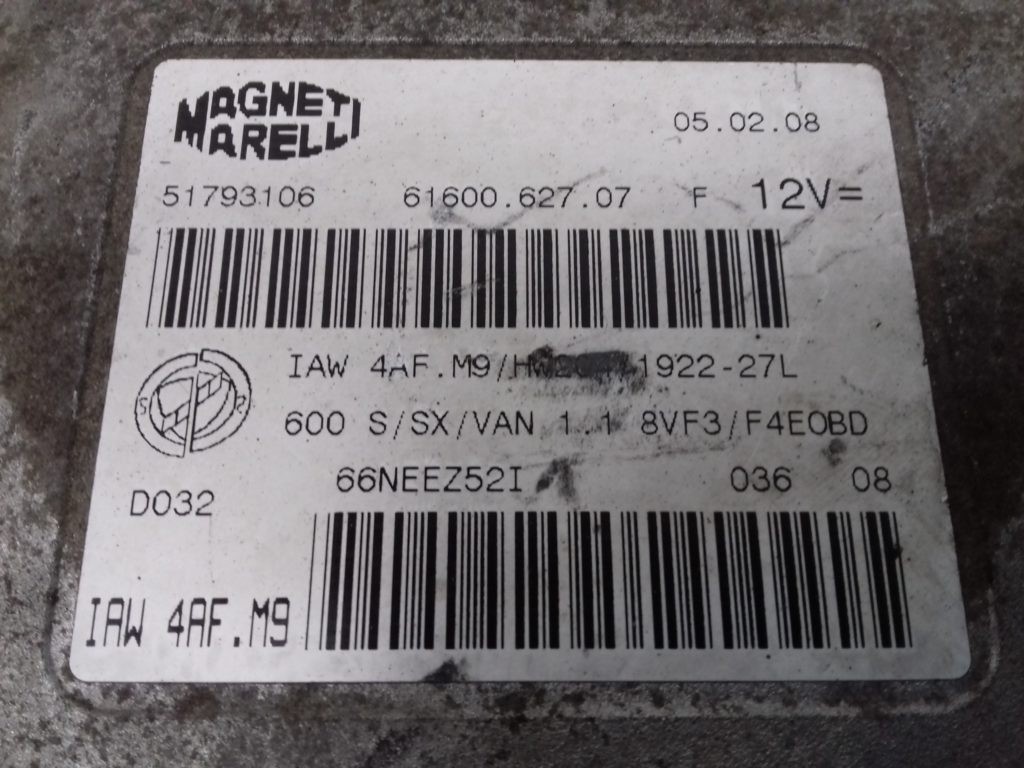 MAGNETI
MARELLI
05.02.08
51793106 61600.627.07 F 12V=
IAW 4AF.M9/ 1922-27L
600 S/SX/VAN 1.1 8VF3/F4EOBD
S R
66NEEZ52I 036 08
D032
IAW 4AF.M9